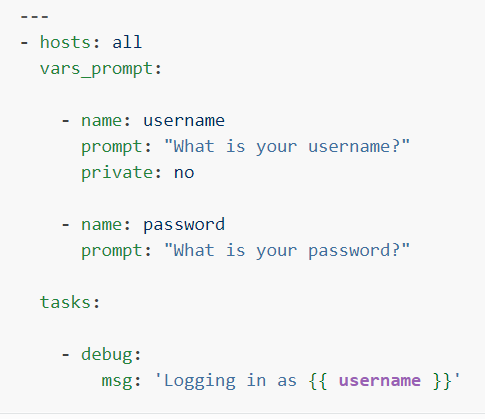 ---
- hosts: all
  vars_prompt:

    - name: username
      prompt: "What is your username?"
      private: no

    - name: password
      prompt: "What is your password?"

  tasks:

    - debug:
        msg: 'Logging in as {{ username }}'